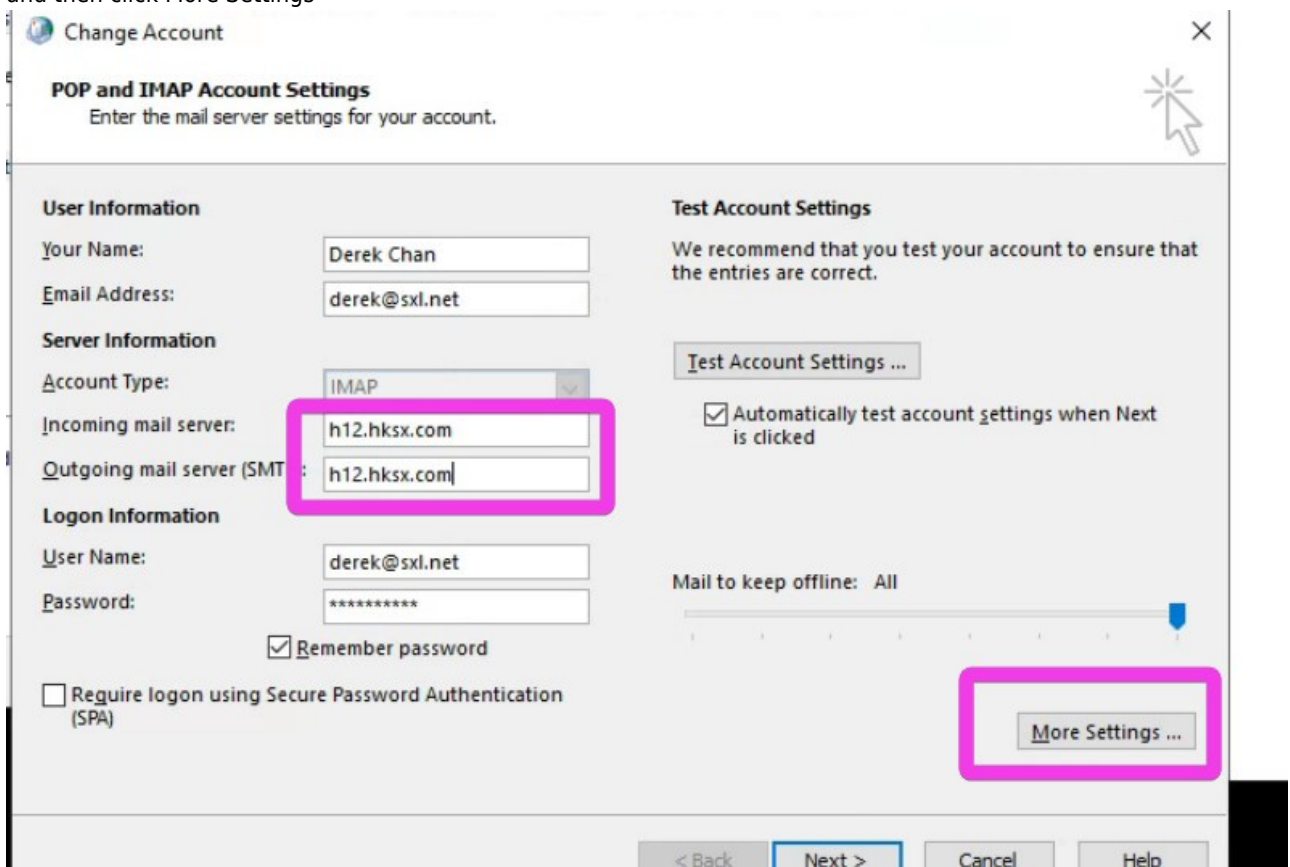 and then click More Settings
Change Account
POP and IMAP Account Settings
Enter the mail server settings for your account.
User Information
Your Name:
Derek Chan
Email Address:
derek@sxl.net
Server Information
Account Type:
IMAP
Incoming mail server:
h12.hksx.com
Outgoing mail server (SMT :
h12.hksx.com
Logon Information
User Name:
derek@sxl.net
Password:
**********
Remember password
Require logon using Secure Password Authentication
(SPA)
Test Account Settings
We recommend that you test your account to ensure that
the entries are correct.
Test Account Settings ...
Automatically test account settings when Next
is clicked
Mail to keep offline: All
More Settings ...
< Back
Next >
Cancel
Help